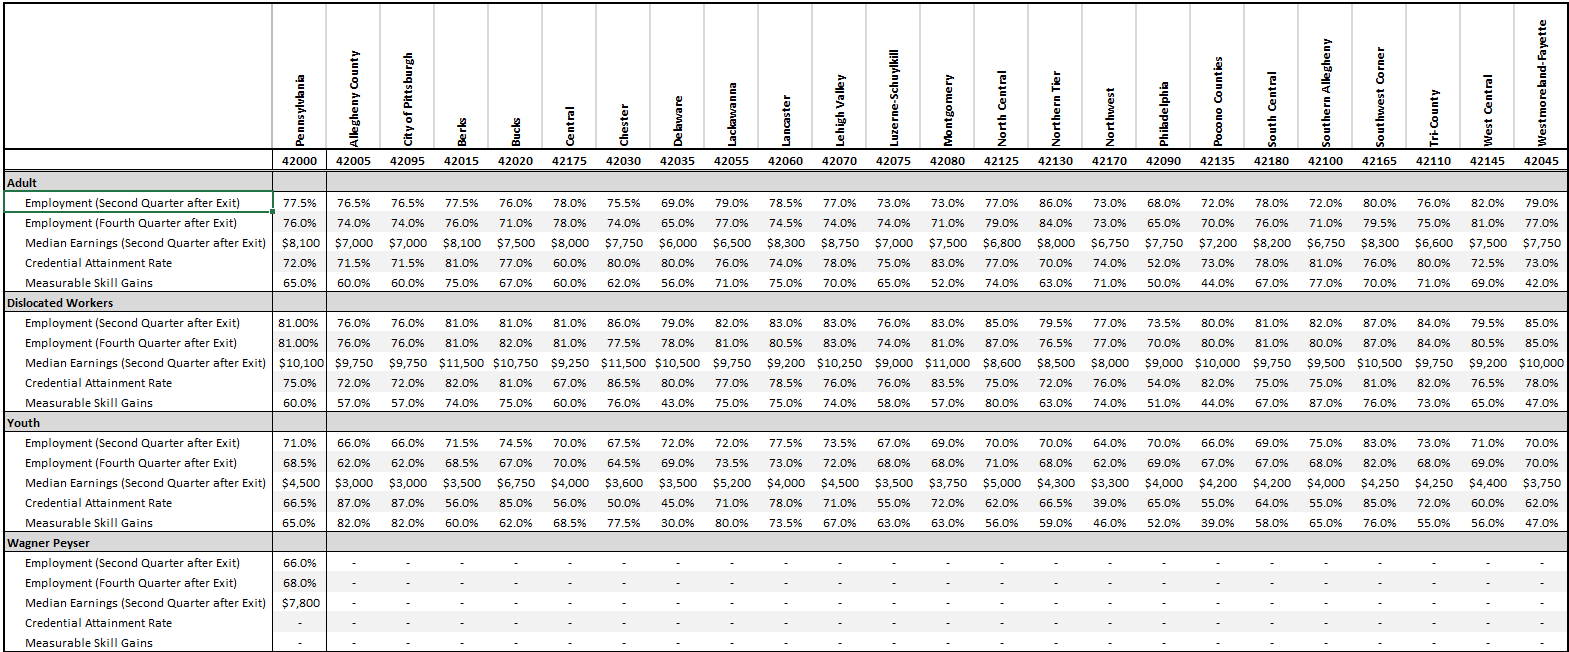 Pennsylvania Allegheny County City of Pittsburgh Berks Bucks Central Chester Delaware Lackawanna Lancaster Lehigh Valley Luzerne-Schuylkill Montgomery North Central Northern Tier Northwest Philadelphia Pocono Counties South Central Southern Allegheny Southwest Corner Tri-County West Central Westmoreland-Fayette
42000 42005 42095 42015 42020 42175 42030 42035 42055 42060 42070 42075 42080 42125 42130 42170 42090 42135 42180 42100 42165 42110 42145 42045
Adult
Employment (Second Quarter after Exit) 77.5% 76.5% 76.5% 77.5% 76.0% 78.0% 75.5% 69.0% 79.0% 78.5% 77.0% 73.0% 73.0% 77.0% 86.0% 73.0% 68.0% 72.0% 78.0% 72.0% 80.0% 76.0% 82.0% 79.0%
Employment (Fourth Quarter after Exit) 76.0% 74.0% 74.0% 76.0% 71.0% 78.0% 74.0% 65.0% 77.0% 74.5% 74.0% 74.0% 71.0% 79.0% 84.0% 73.0% 65.0% 70.0% 76.0% 71.0% 79.5% 75.0% 81.0% 77.0%
Median Earnings (Second Quarter after Exit) $8,100 $7,000 $7,000 $8,100 $7,500 $8,000 $7,750 $6,000 $6,500 $8,300 $8,750 $7,000 $7,500 $6,800 $8,000 $6,750 $7,750 $7,200 $8,200 $6,750 $8,300 $6,600 $7,500 $7,750
Credential Attainment Rate 72.0% 71.5% 71.5% 81.0% 77.0% 60.0% 80.0% 80.0% 76.0% 74.0% 78.0% 75.0% 83.0% 77.0% 70.0% 74.0% 52.0% 73.0% 78.0% 81.0% 76.0% 80.0% 72.5% 73.0%
Measurable Skill Gains 65.0% 60.0% 60.0% 75.0% 67.0% 60.0% 62.0% 56.0% 71.0% 75.0% 70.0% 65.0% 52.0% 74.0% 63.0% 71.0% 50.0% 44.0% 67.0% 77.0% 70.0% 71.0% 69.0% 42.0%
Dislocated Workers
Employment (Second Quarter after Exit) 81.00% 76.0% 76.0% 81.0% 81.0% 81.0% 86.0% 79.0% 82.0% 83.0% 83.0% 76.0% 83.0% 85.0% 79.5% 77.0% 73.5% 80.0% 81.0% 82.0% 87.0% 84.0% 79.5% 85.0%
Employment (Fourth Quarter after Exit) 81.00% 76.0% 76.0% 81.0% 82.0% 81.0% 77.5% 78.0% 81.0% 80.5% 83.0% 74.0% 81.0% 87.0% 76.5% 77.0% 70.0% 80.0% 81.0% 80.0% 87.0% 84.0% 80.5% 85.0%
Median Earnings (Second Quarter after Exit) $10,100 $9,750 $9,750 $11,500 $10,750 $9,250 $11,500 $10,500 $9,750 $9,200 $10,250 $9,000 $11,000 $8,600 $8,500 $8,000 $9,000 $10,000 $9,750 $9,500 $10,500 $9,750 $9,200 $10,000
Credential Attainment Rate 75.0% 72.0% 72.0% 82.0% 81.0% 67.0% 86.5% 80.0% 77.0% 78.5% 76.0% 76.0% 83.5% 75.0% 72.0% 76.0% 54.0% 82.0% 75.0% 75.0% 81.0% 82.0% 76.5% 78.0%
Measurable Skill Gains 60.0% 57.0% 57.0% 74.0% 75.0% 60.0% 76.0% 43.0% 75.0% 75.0% 74.0% 58.0% 57.0% 80.0% 63.0% 74.0% 51.0% 44.0% 67.0% 87.0% 76.0% 73.0% 65.0% 47.0%
Youth
Employment (Second Quarter after Exit) 71.0% 66.0% 66.0% 71.5% 74.5% 70.0% 67.5% 72.0% 72.0% 77.5% 73.5% 67.0% 69.0% 70.0% 70.0% 64.0% 70.0% 66.0% 69.0% 75.0% 83.0% 73.0% 71.0% 70.0%
Employment (Fourth Quarter after Exit) 68.5% 62.0% 62.0% 68.5% 67.0% 70.0% 64.5% 69.0% 73.5% 73.0% 72.0% 68.0% 68.0% 71.0% 68.0% 62.0% 69.0% 67.0% 67.0% 68.0% 82.0% 68.0% 69.0% 70.0%
Median Earnings (Second Quarter after Exit) $4,500 $3,000 $3,000 $3,500 $6,750 $4,000 $3,600 $3,500 $5,200 $4,000 $4,500 $3,500 $3,750 $5,000 $4,300 $3,300 $4,000 $4,200 $4,200 $4,000 $4,250 $4,250 $4,400 $3,750
Credential Attainment Rate 66.5% 87.0% 87.0% 56.0% 85.0% 56.0% 50.0% 45.0% 71.0% 78.0% 71.0% 55.0% 72.0% 62.0% 66.5% 39.0% 65.0% 55.0% 64.0% 55.0% 85.0% 72.0% 60.0% 62.0%
Measurable Skill Gains 65.0% 82.0% 82.0% 60.0% 62.0% 68.5% 77.5% 30.0% 80.0% 73.5% 67.0% 63.0% 63.0% 56.0% 59.0% 46.0% 52.0% 39.0% 58.0% 65.0% 76.0% 55.0% 56.0% 47.0%
Wagner Peyser
Employment (Second Quarter after Exit) 66.0% - - - - - - - - - - - - - - - - - - - - - - -
Employment (Fourth Quarter after Exit) 68.0% - - - - - - - - - - - - - - - - - - - - - - -
Median Earnings (Second Quarter after Exit) $7,800 - - - - - - - - - - - - - - - - - - - - - - -
Credential Attainment Rate - - - - - - - - - - - - - - - - - - - - - - - -
Measurable Skill Gains - - - - - - - - - - - - - - - - - - - - - - - -